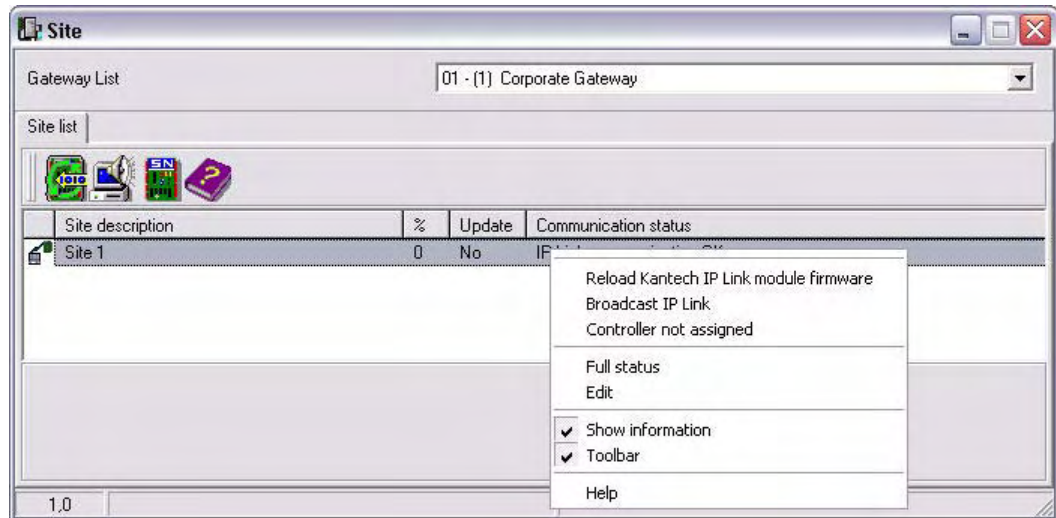 Site
Gateway List
01 - (1) Corporate Gateway
Site list
SN
Site description % Update Communication status
Site 1 0 No IP
Reload Kantech IP Link module firmware
Broadcast IP Link
Controller not assigned
Full status
Edit
Show information
Toolbar
Help
1,0